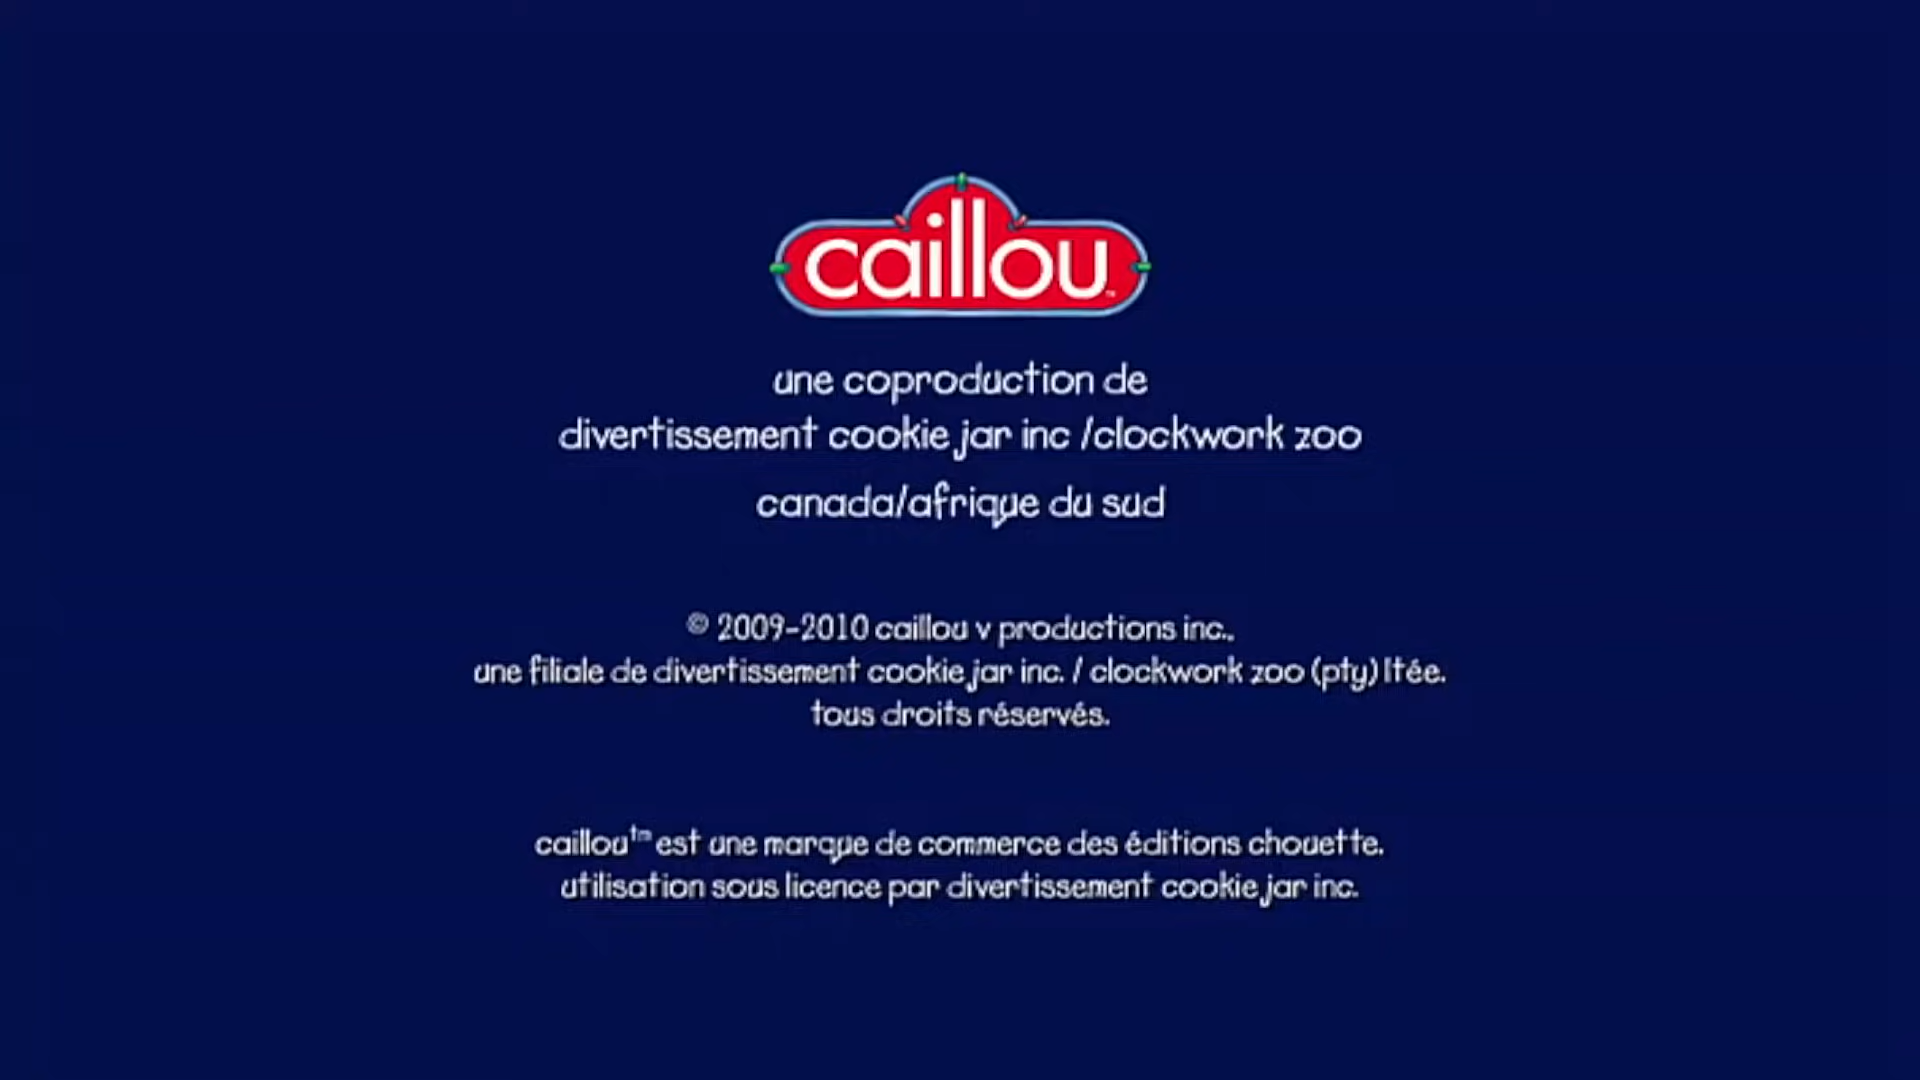 caillou™
une coproduction de
divertissement cookie jar inc /clockwork zoo
canada/afrique du sud
© 2009-2010 caillou v productions inc.,
une filiale de divertissement cookie jar inc. / clockwork zoo (pty) ltée.
tous droits réservés.
caillou™ est une marque de commerce des éditions chouette.
utilisation sous licence par divertissement cookie jar inc.